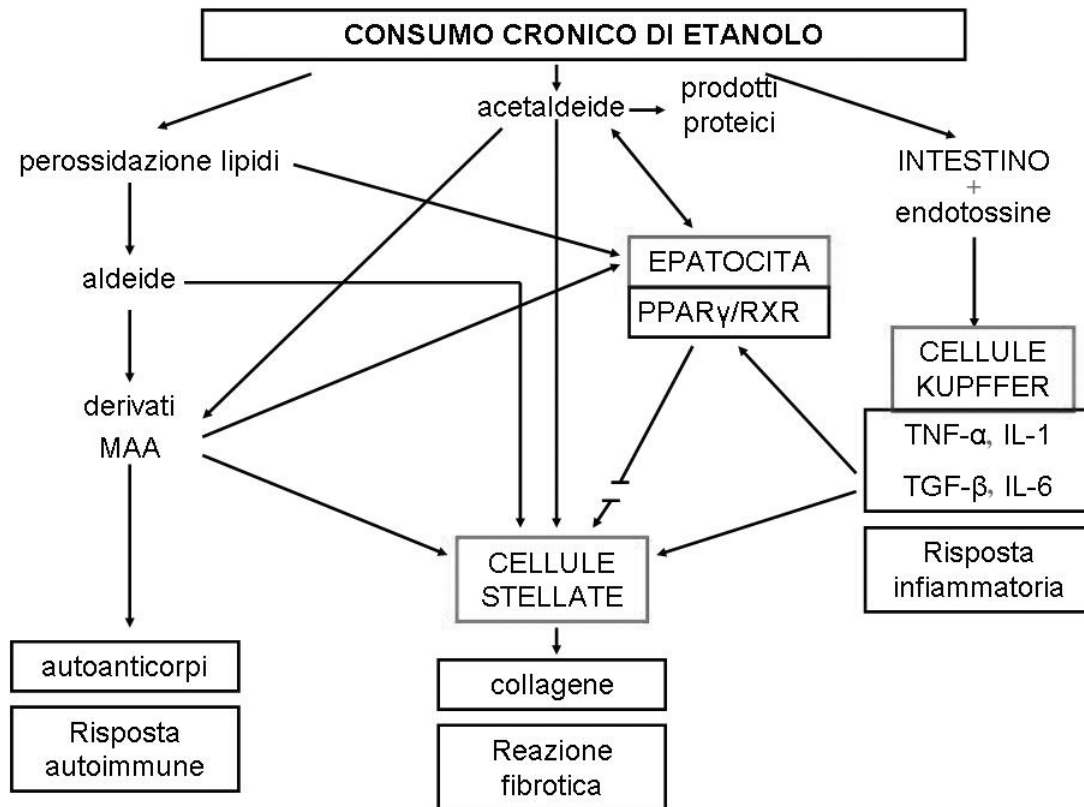 CONSUMO CRONICO DI ETANOLO
acetaldeide
prodotti
proteici
perossidazione lipidi
INTESTINO
+
endotossine
EPATOCITA
PPARγ/RXR
aldeide
CELLULE
KUPFFER
derivati
MAA
TNF-α, IL-1
TGF-β, IL-6
CELLULE
STELLATE
Risposta
infiammatoria
autoanticorpi
collagene
Risposta
autoimmune
Reazione
fibrotica